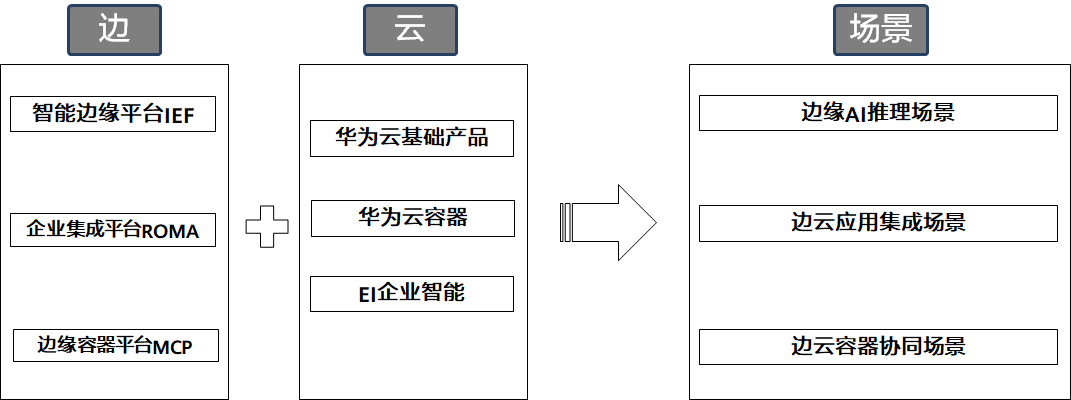 边
云
场景
智能边缘平台IEF
企业集成平台ROMA
边缘容器平台MCP
华为云基础产品
华为云容器
EI企业智能
边缘AI推理场景
边云应用集成场景
边云容器协同场景